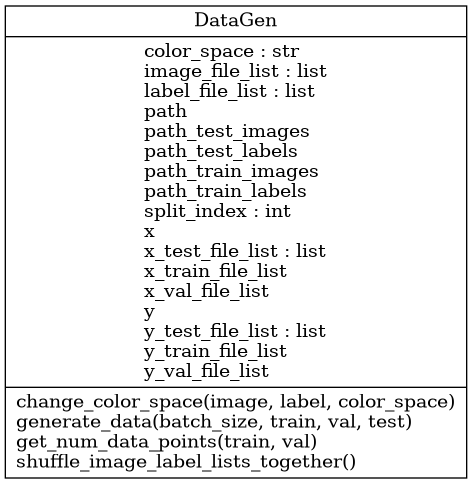 DataGen
color_space : str
image_file_list : list
label_file_list : list
path
path_test_images
path_test_labels
path_train_images
path_train_labels
split_index : int
x
x_test_file_list : list
x_train_file_list
x_val_file_list
y
y_test_file_list : list
y_train_file_list
y_val_file_list
change_color_space(image, label, color_space)
generate_data(batch_size, train, val, test)
get_num_data_points(train, val)
shuffle_image_label_lists_together()